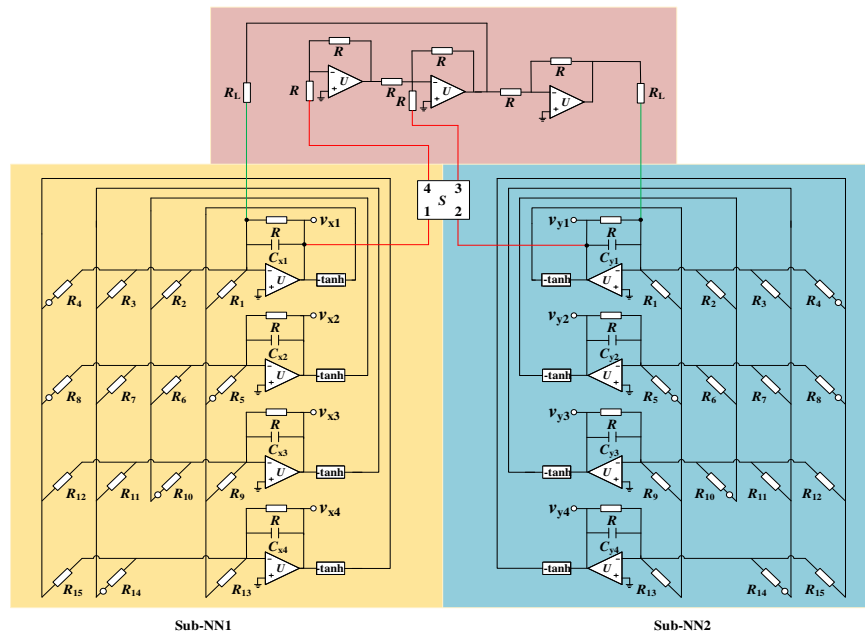 R R R
R_L R U R R U R U R_L
4 3
S
1 2
v_x1 v_y1
R R
C_x1 C_y1
U -tanh -tanh U
R_4 R_3 R_2 R_1 R_1 R_2 R_3 R_4
v_x2 v_y2
R R
C_x2 C_y2
U -tanh -tanh U
R_8 R_7 R_6 R_5 R_5 R_6 R_7 R_8
v_x3 v_y3
R R
C_x3 C_y3
U -tanh -tanh U
R_12 R_11 R_10 R_9 R_9 R_10 R_11 R_12
v_x4 v_y4
R R
C_x4 C_y4
U -tanh -tanh U
R_15 R_14 R_13 R_13 R_14 R_15
Sub-NN1 Sub-NN2